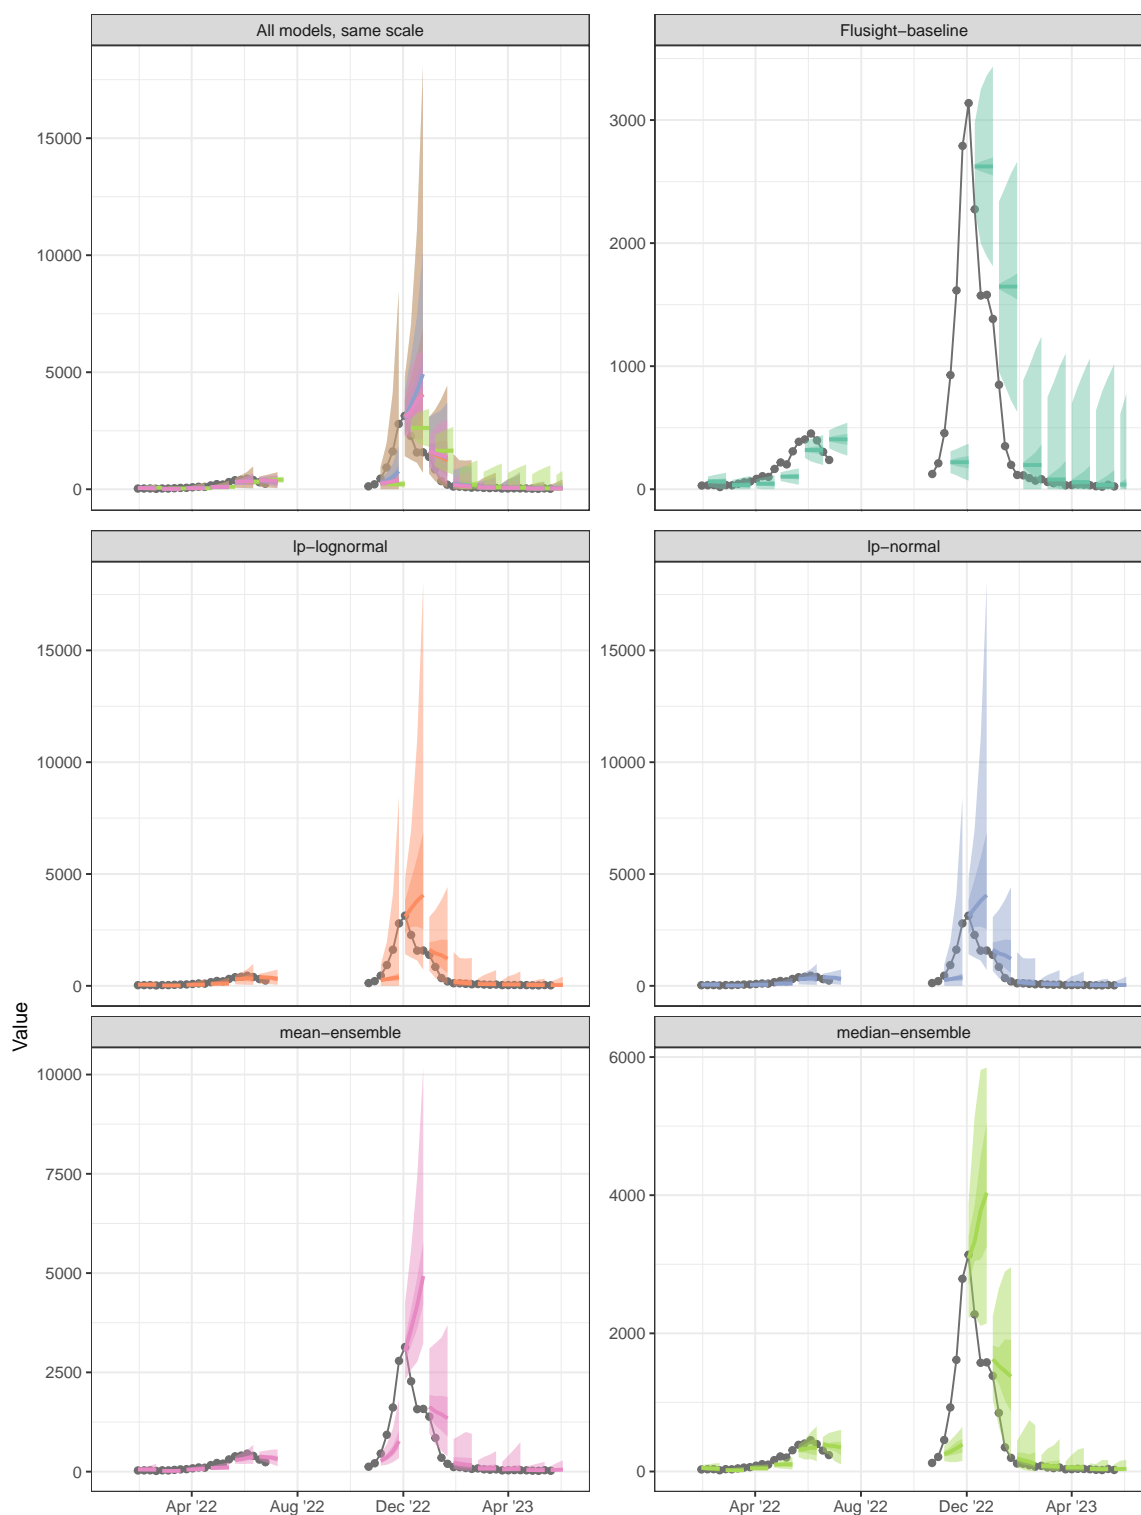 All models, same scale
Flusight−baseline
15000
10000
5000
0
3000
2000
1000
0
lp−lognormal
lp−normal
15000
10000
5000
0
15000
10000
5000
0
Value
mean−ensemble
median−ensemble
10000
7500
5000
2500
0
6000
4000
2000
0
Apr '22 Aug '22 Dec '22 Apr '23
Apr '22 Aug '22 Dec '22 Apr '23